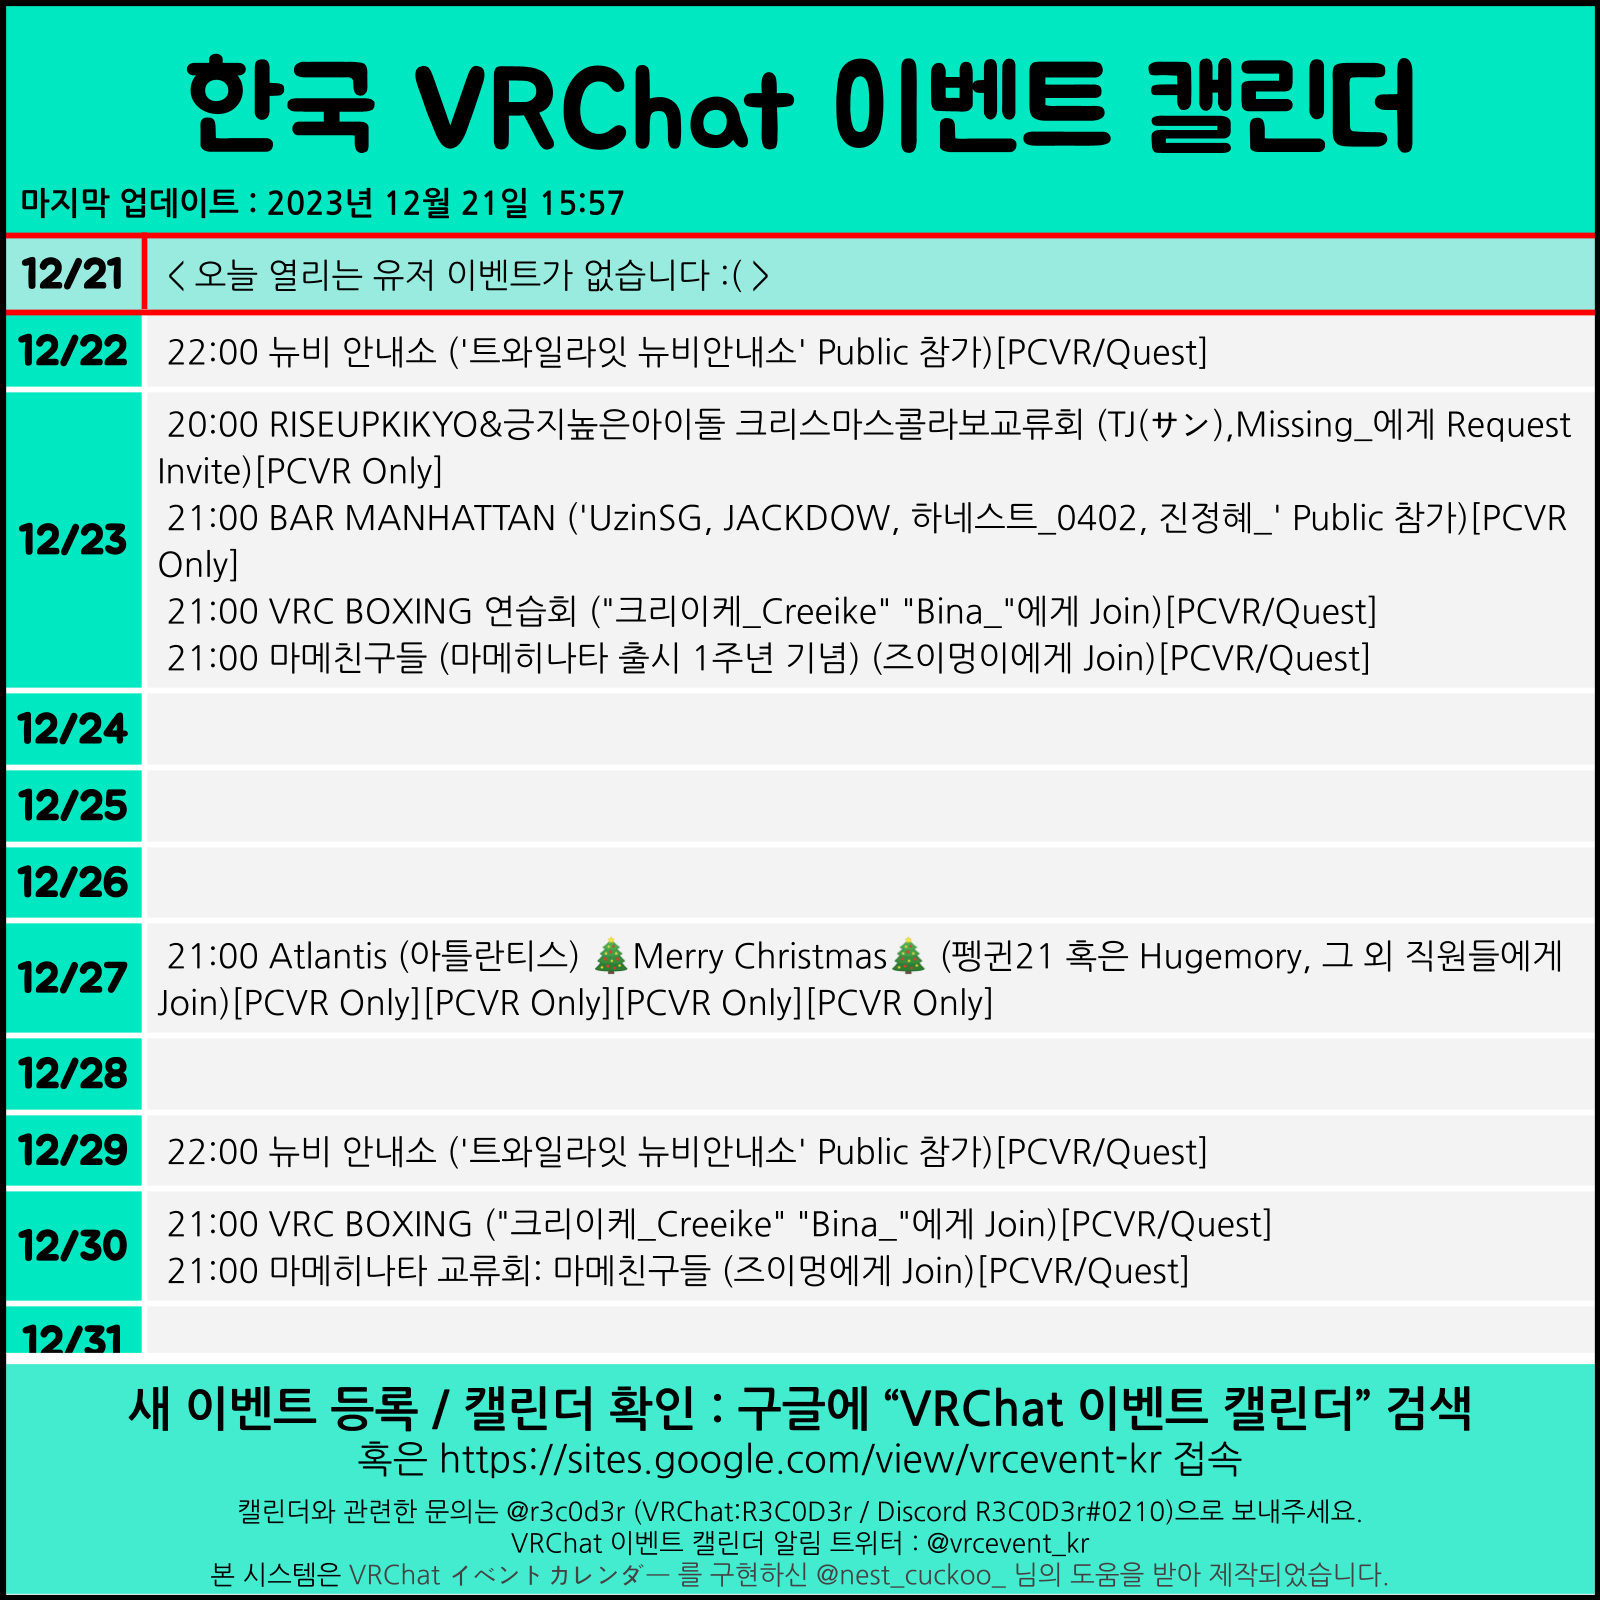 한국 VRChat 이벤트 캘린더
마지막 업데이트 : 2023년 12월 21일 15:57
12/21
< 오늘 열리는 유저 이벤트가 없습니다 :( >
12/22
22:00 뉴비 안내소 ('트와일라잇 뉴비안내소' Public 참가)[PCVR/Quest]
12/23
20:00 RISEUPKIKYO&긍지높은아이돌 크리스마스콜라보교류회 (TJ(サン),Missing_에게 Request
Invite)[PCVR Only]
21:00 BAR MANHATTAN ('UzinSG, JACKDOW, 하네스트_0402, 진정혜_' Public 참가)[PCVR
Only]
21:00 VRC BOXING 연습회 ("크리이케_Creeike" "Bina_"에게 Join)[PCVR/Quest]
21:00 마메친구들 (마메히나타 출시 1주년 기념) (즈이멍이에게 Join)[PCVR/Quest]
12/24
12/25
12/26
12/27
21:00 Atlantis (아틀란티스) 🎄Merry Christmas🎄 (펭귄21 혹은 Hugemory, 그 외 직원들에게
Join)[PCVR Only][PCVR Only][PCVR Only][PCVR Only]
12/28
12/29
22:00 뉴비 안내소 ('트와일라잇 뉴비안내소' Public 참가)[PCVR/Quest]
12/30
21:00 VRC BOXING ("크리이케_Creeike" "Bina_"에게 Join)[PCVR/Quest]
21:00 마메히나타 교류회: 마메친구들 (즈이멍에게 Join)[PCVR/Quest]
12/31
새 이벤트 등록 / 캘린더 확인 : 구글에 “VRChat 이벤트 캘린더” 검색
혹은 https://sites.google.com/view/vrcevent-kr 접속
캘린더와 관련한 문의는 @r3c0d3r (VRChat:R3C0D3r / Discord R3C0D3r#0210)으로 보내주세요.
VRChat 이벤트 캘린더 알림 트위터 : @vrcevent_kr
본 시스템은 VRChat イベントカレンダー 를 구현하신 @nest_cuckoo_ 님의 도움을 받아 제작되었습니다.